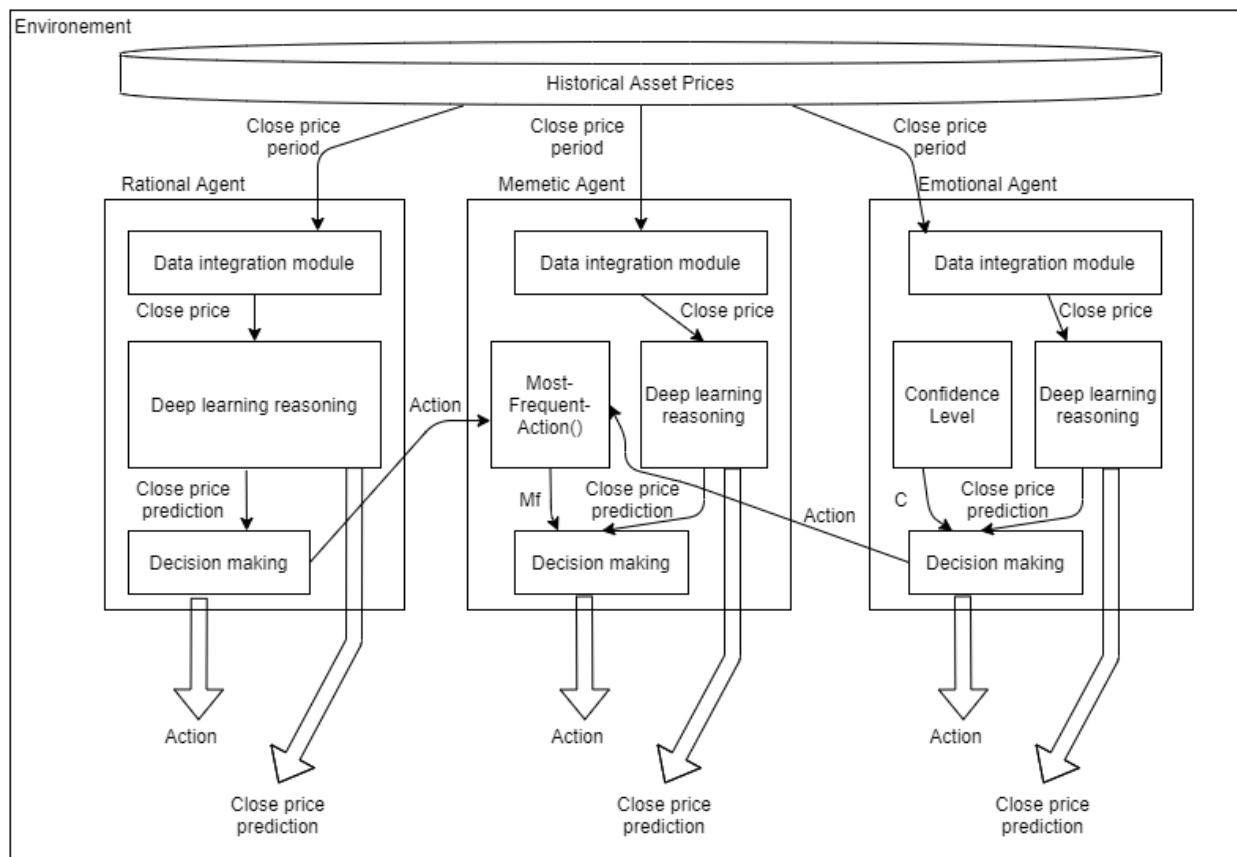 Environement
Historical Asset Prices
Close price
period
Close price
period
Close price
period
Rational Agent
Memetic Agent
Emotional Agent
Data integration module
Data integration module
Data integration module
Close price
Close price
Close price
Deep learning reasoning
Action
Most-
Frequent-
Action()
Deep learning
reasoning
Confidence
Level
Deep learning
reasoning
Close price
prediction
Mf
Close price
prediction
Action
C
Close price
prediction
Decision making
Decision making
Decision making
Action
Action
Action
Close price
prediction
Close price
prediction
Close price
prediction